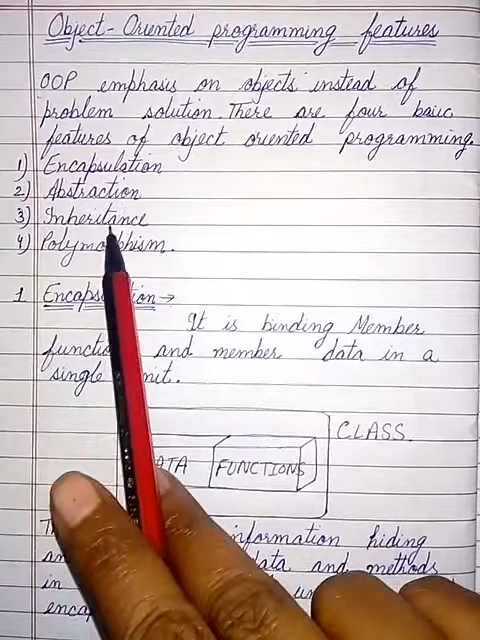 Object-Oriented programming features
OOP emphasis on objects instead of
problem solution. There are four basic
features of object oriented programming.
1) Encapsulation
2) Abstraction
3) Inheritance
4) Polymorphism.
1 Encapsulation →
It is binding Member
and member data in a
single
CLASS.
FUNCTIONS
information hiding
data and methods
in